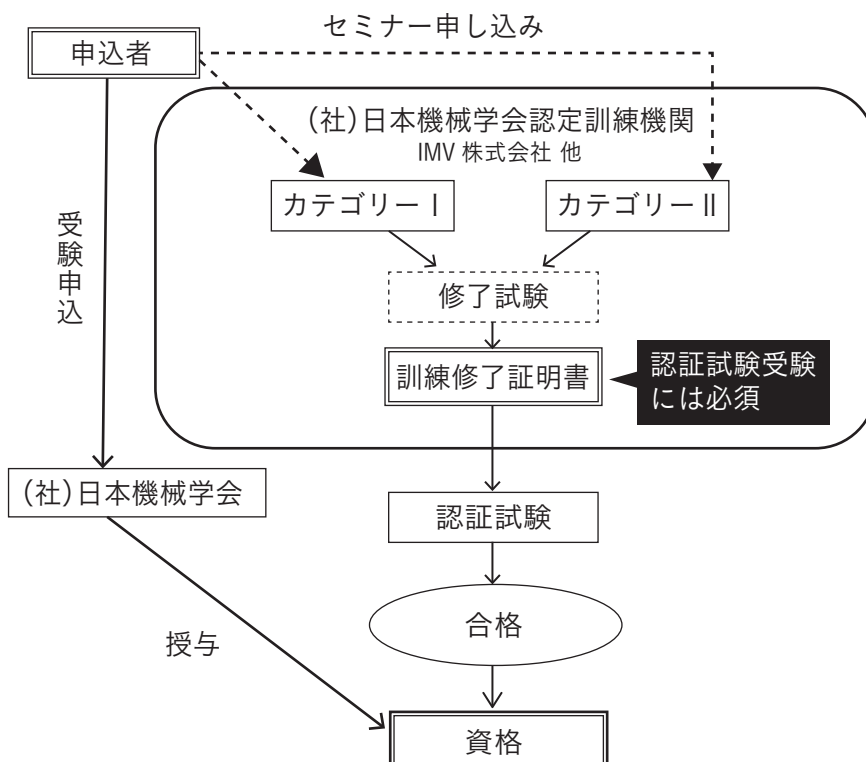 セミナー申し込み
申込者
(社)日本機械学会認定訓練機関
IMV 株式会社 他
カテゴリーⅠ
カテゴリーⅡ
受験申込
修了試験
訓練修了証明書
認証試験受験
には必須
(社)日本機械学会
認証試験
合格
授与
資格